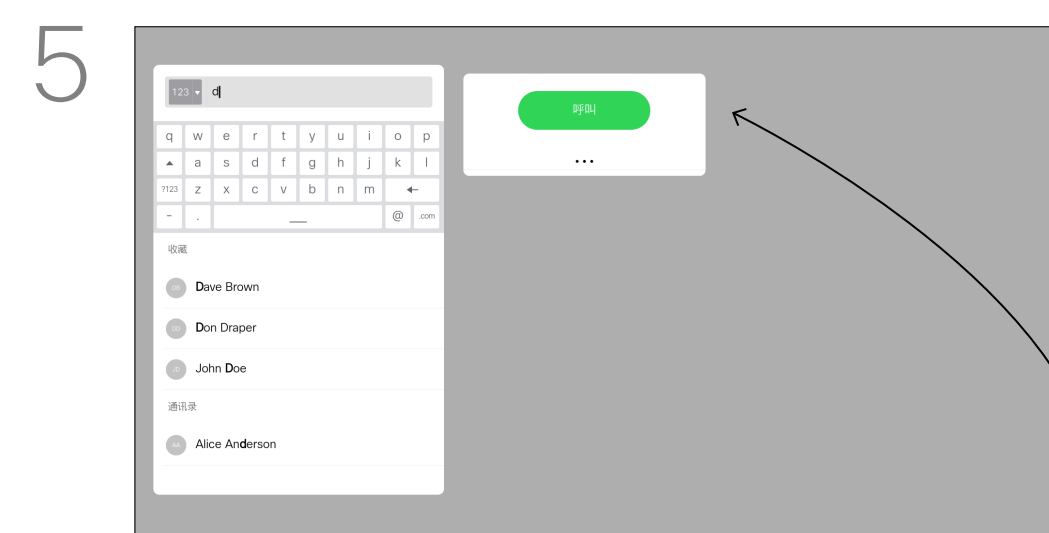 5
123 d
呼叫
...
q w e r t y u i o p
a s d f g h j k l
?123 z x c v b n m
- . @ .com
收藏
DB Dave Brown
DD Don Draper
JD John Doe
通讯录
AA Alice Anderson